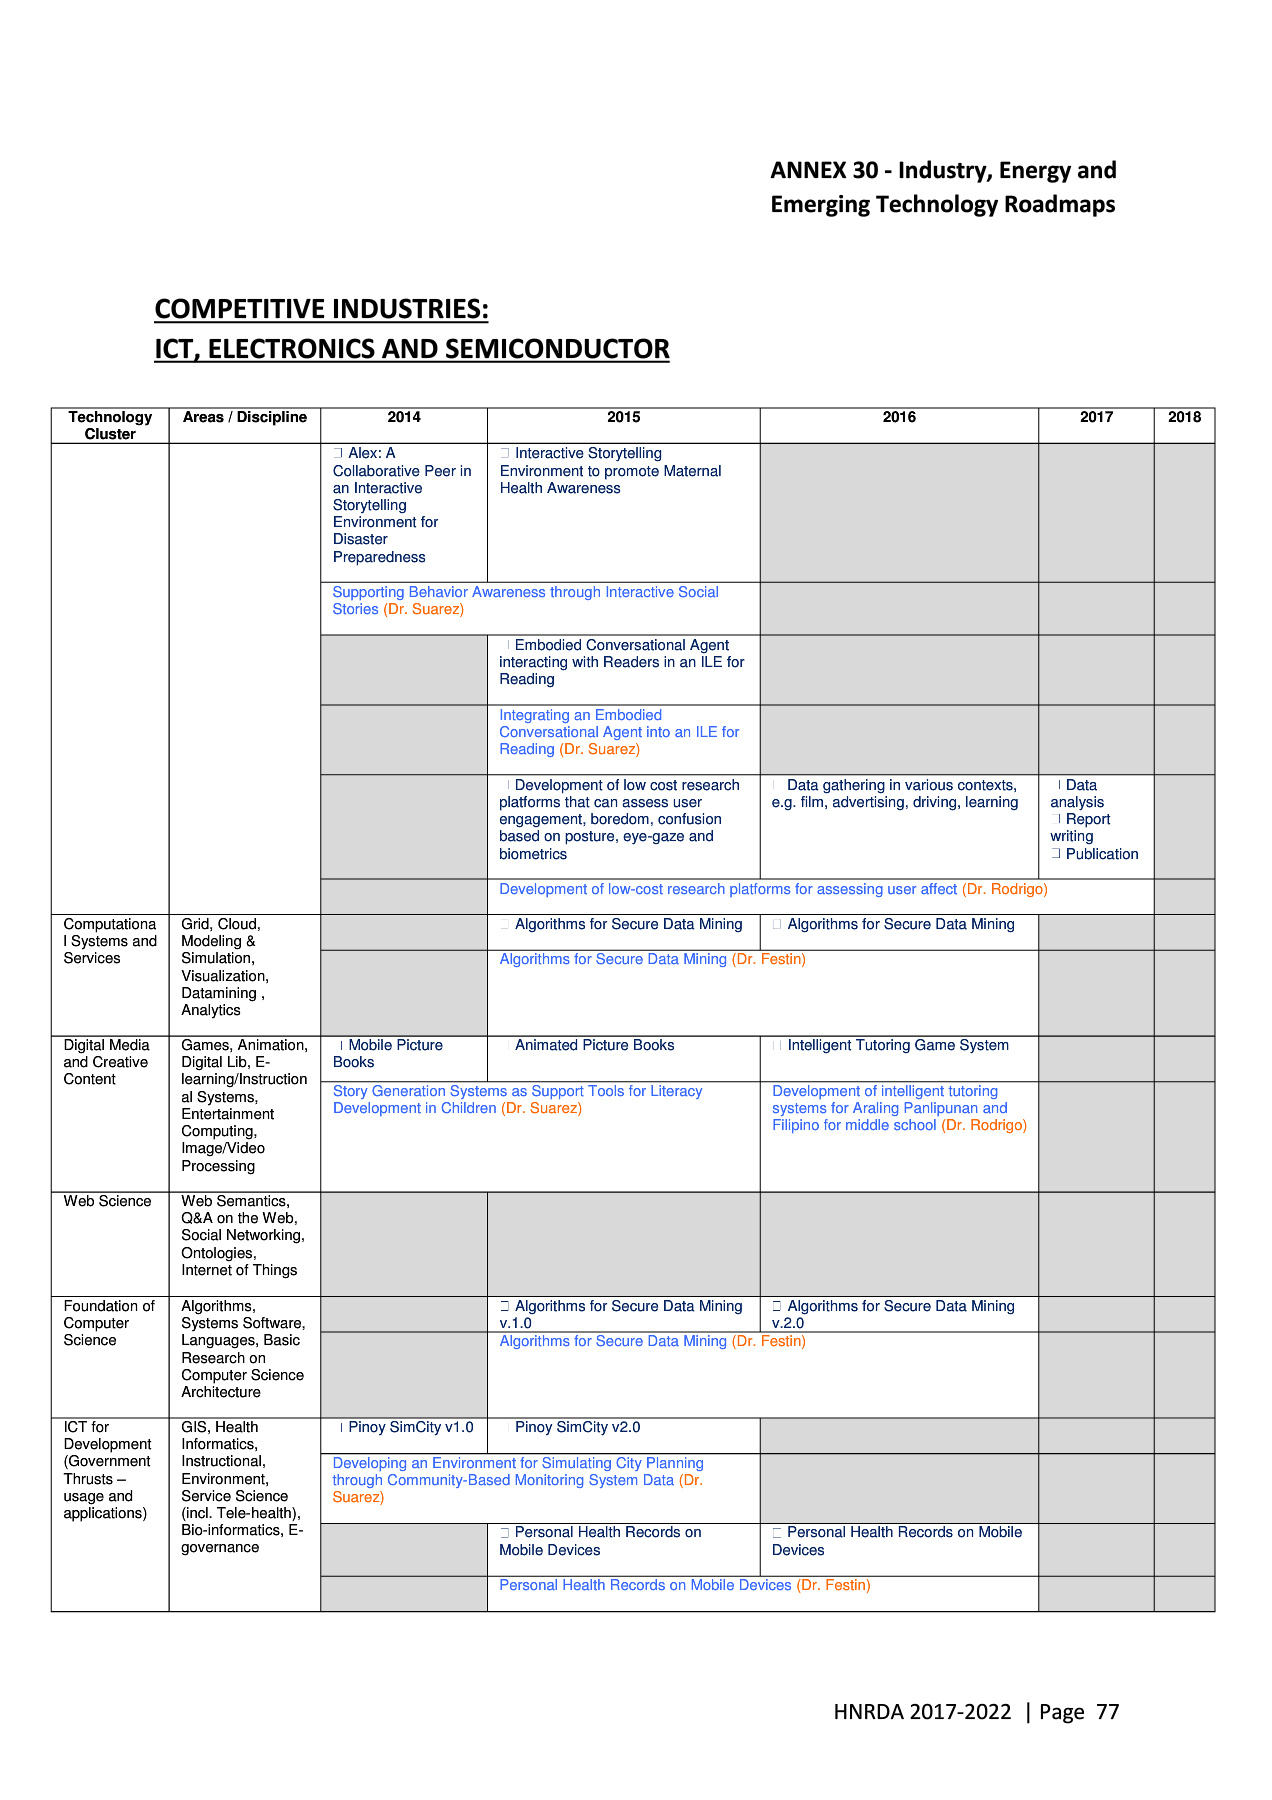 ANNEX 30 - Industry, Energy and
Emerging Technology Roadmaps
COMPETITIVE INDUSTRIES:
ICT, ELECTRONICS AND SEMICONDUCTOR
Technology
Cluster
Areas / Discipline
2014
2015
2016
2017
2018
Alex: A
Collaborative Peer in
an Interactive
Storytelling
Environment for
Disaster
Preparedness
Interactive Storytelling
Environment to promote Maternal
Health Awareness
Supporting Behavior Awareness through Interactive Social
Stories (Dr. Suarez)
Embodied Conversational Agent
interacting with Readers in an ILE for
Reading
Integrating an Embodied
Conversational Agent into an ILE for
Reading (Dr. Suarez)
Development of low cost research
platforms that can assess user
engagement, boredom, confusion
based on posture, eye-gaze and
biometrics
Data gathering in various contexts,
e.g. film, advertising, driving, learning
Data
analysis
Report
writing
Publication
Development of low-cost research platforms for assessing user affect (Dr. Rodrigo)
Computationa
l Systems and
Services
Grid, Cloud,
Modeling &
Simulation,
Visualization,
Datamining ,
Analytics
Algorithms for Secure Data Mining
Algorithms for Secure Data Mining
Algorithms for Secure Data Mining (Dr. Festin)
Digital Media
and Creative
Content
Games, Animation,
Digital Lib, E-
learning/Instruction
al Systems,
Entertainment
Computing,
Image/Video
Processing
Mobile Picture
Books
Animated Picture Books
Intelligent Tutoring Game System
Story Generation Systems as Support Tools for Literacy
Development in Children (Dr. Suarez)
Development of intelligent tutoring
systems for Araling Panlipunan and
Filipino for middle school (Dr. Rodrigo)
Web Science
Web Semantics,
Q&A on the Web,
Social Networking,
Ontologies,
Internet of Things
Foundation of
Computer
Science
Algorithms,
Systems Software,
Languages, Basic
Research on
Computer Science
Architecture
Algorithms for Secure Data Mining
v.1.0
Algorithms for Secure Data Mining
v.2.0
Algorithms for Secure Data Mining (Dr. Festin)
ICT for
Development
(Government
Thrusts –
usage and
applications)
GIS, Health
Informatics,
Instructional,
Environment,
Service Science
(incl. Tele-health),
Bio-informatics, E-
governance
Pinoy SimCity v1.0
Pinoy SimCity v2.0
Developing an Environment for Simulating City Planning
through Community-Based Monitoring System Data (Dr.
Suarez)
Personal Health Records on
Mobile Devices
Personal Health Records on Mobile
Devices
Personal Health Records on Mobile Devices (Dr. Festin)
HNRDA 2017-2022 | Page 77